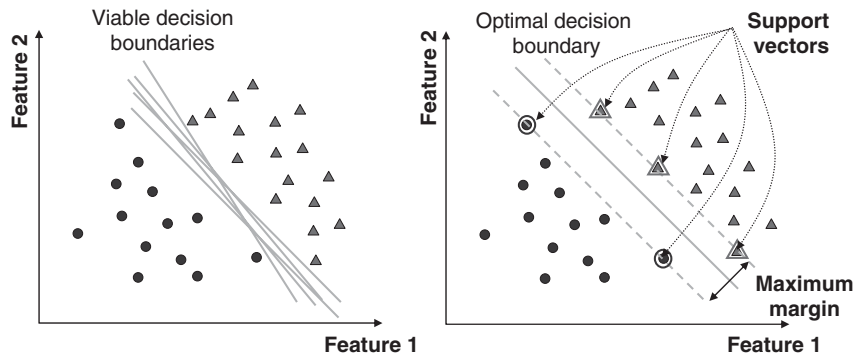 Viable decision
boundaries
Feature 2
Feature 1
Optimal decision
boundary
Support
vectors
Feature 2
Maximum
margin
Feature 1